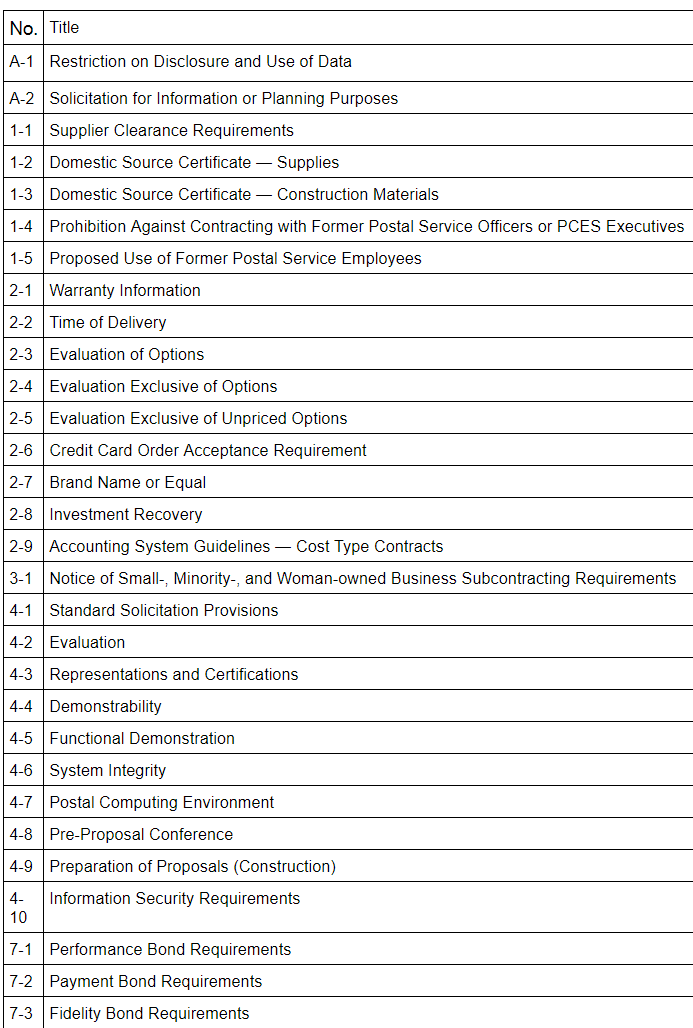 No. Title
A-1 Restriction on Disclosure and Use of Data
A-2 Solicitation for Information or Planning Purposes
1-1 Supplier Clearance Requirements
1-2 Domestic Source Certificate — Supplies
1-3 Domestic Source Certificate — Construction Materials
1-4 Prohibition Against Contracting with Former Postal Service Officers or PCES Executives
1-5 Proposed Use of Former Postal Service Employees
2-1 Warranty Information
2-2 Time of Delivery
2-3 Evaluation of Options
2-4 Evaluation Exclusive of Options
2-5 Evaluation Exclusive of Unpriced Options
2-6 Credit Card Order Acceptance Requirement
2-7 Brand Name or Equal
2-8 Investment Recovery
2-9 Accounting System Guidelines — Cost Type Contracts
3-1 Notice of Small-, Minority-, and Woman-owned Business Subcontracting Requirements
4-1 Standard Solicitation Provisions
4-2 Evaluation
4-3 Representations and Certifications
4-4 Demonstrability
4-5 Functional Demonstration
4-6 System Integrity
4-7 Postal Computing Environment
4-8 Pre-Proposal Conference
4-9 Preparation of Proposals (Construction)
4- Information Security Requirements
10
7-1 Performance Bond Requirements
7-2 Payment Bond Requirements
7-3 Fidelity Bond Requirements